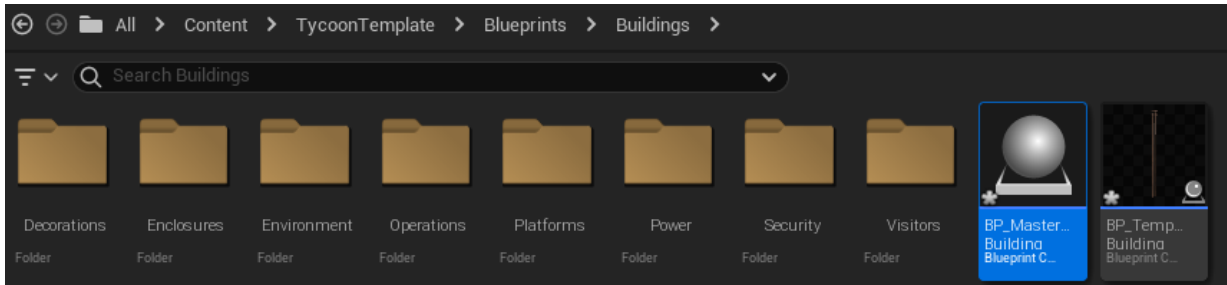 All > Content > TycoonTemplate > Blueprints > Buildings >
Search Buildings
Decorations
Folder
Enclosures
Folder
Environment
Folder
Operations
Folder
Platforms
Folder
Power
Folder
Security
Folder
Visitors
Folder
BP_Master...
Building
Blueprint C...
BP_Temp...
Building
Blueprint C...